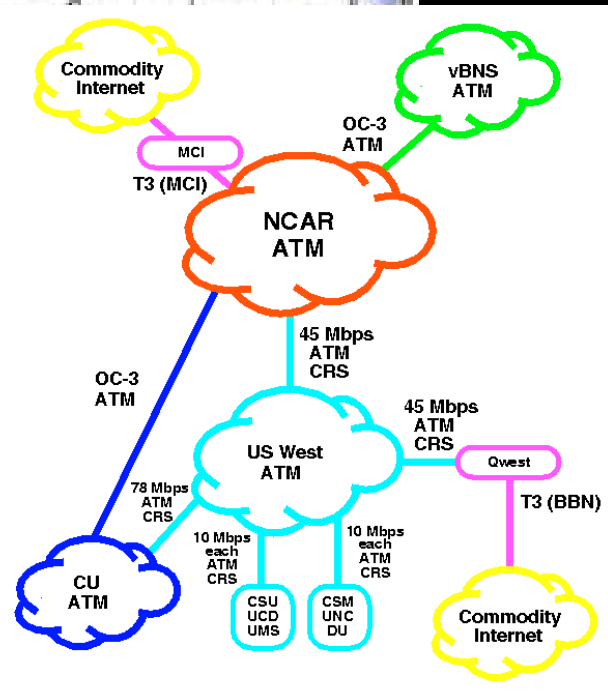 Commodity
Internet
vBNS
ATM
OC-3
ATM
MCI
T3 (MCI)
NCAR
ATM
45 Mbps
ATM
CRS
OC-3
ATM
45 Mbps
ATM
CRS
US West
ATM
Qwest
78 Mbps
ATM
CRS
T3 (BBN)
10 Mbps
each
ATM
CRS
10 Mbps
each
ATM
CRS
CU
ATM
CSU
UCD
UMS
CSM
UNC
DU
Commodity
Internet